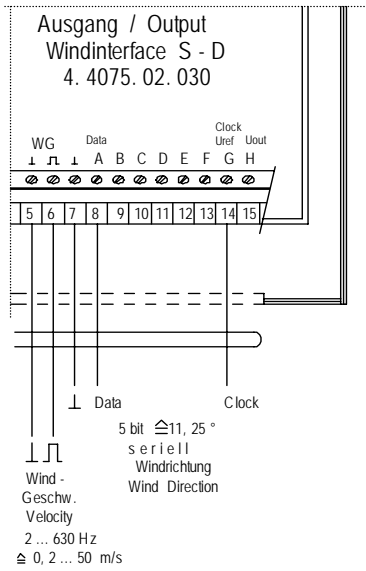 Ausgang / Output
Windinterface S - D
4. 4075. 02. 030
WG Data Clock
Uref Uout
⊥ ⊥ A B C D E F G H
5 6 7 8 9 10 11 12 13 14 15
⊥ Data Clock
5 bit ≙11, 25 °
seriell
Windrichtung
Wind Direction
⊥
Wind -
Geschw.
Velocity
2 ... 630 Hz
≙ 0, 2 ... 50 m/s